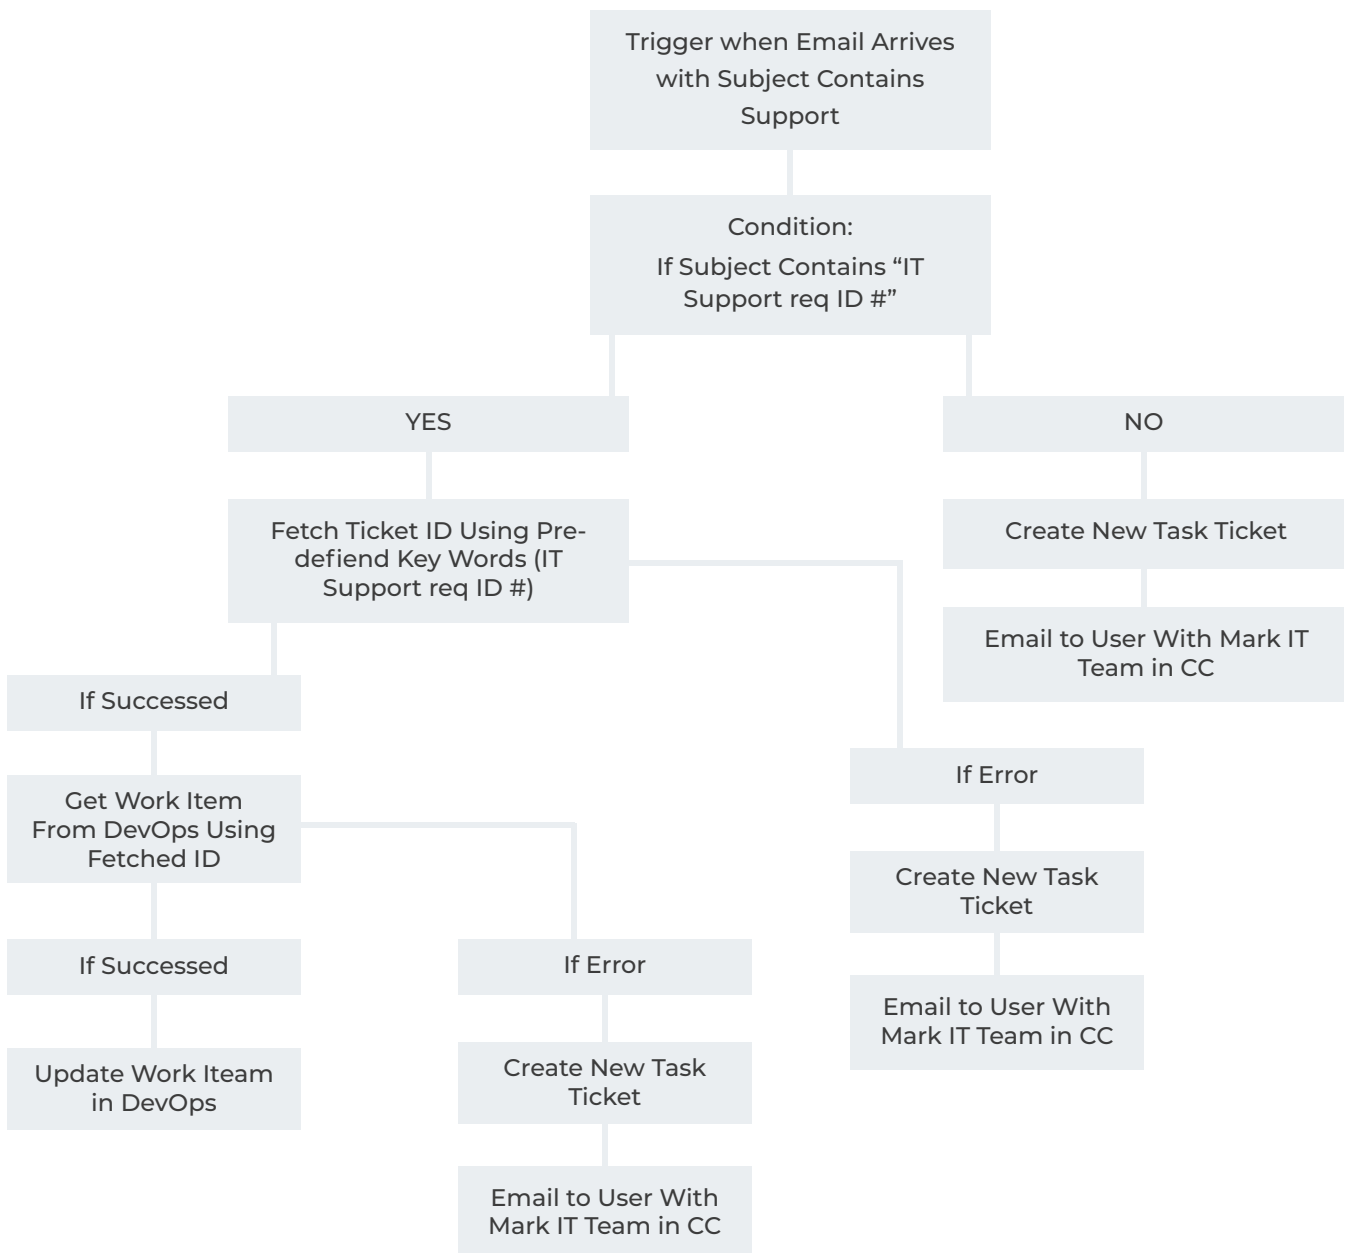 Trigger when Email Arrives
with Subject Contains
Support
Condition:
If Subject Contains “IT
Support req ID #”
YES
NO
Fetch Ticket ID Using Pre-
defiend Key Words (IT
Support req ID #)
Create New Task Ticket
Email to User With Mark IT
Team in CC
If Successed
If Error
Get Work Item
From DevOps Using
Fetched ID
Create New Task
Ticket
If Successed
If Error
Email to User With
Mark IT Team in CC
Update Work Iteam
in DevOps
Create New Task
Ticket
Email to User With
Mark IT Team in CC